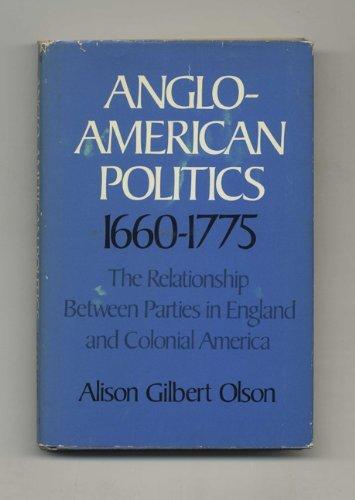 ANGLO-
AMERICAN
POLITICS
1660-1775
The Relationship
Between Parties in England
and Colonial America
Alison Gilbert Olson